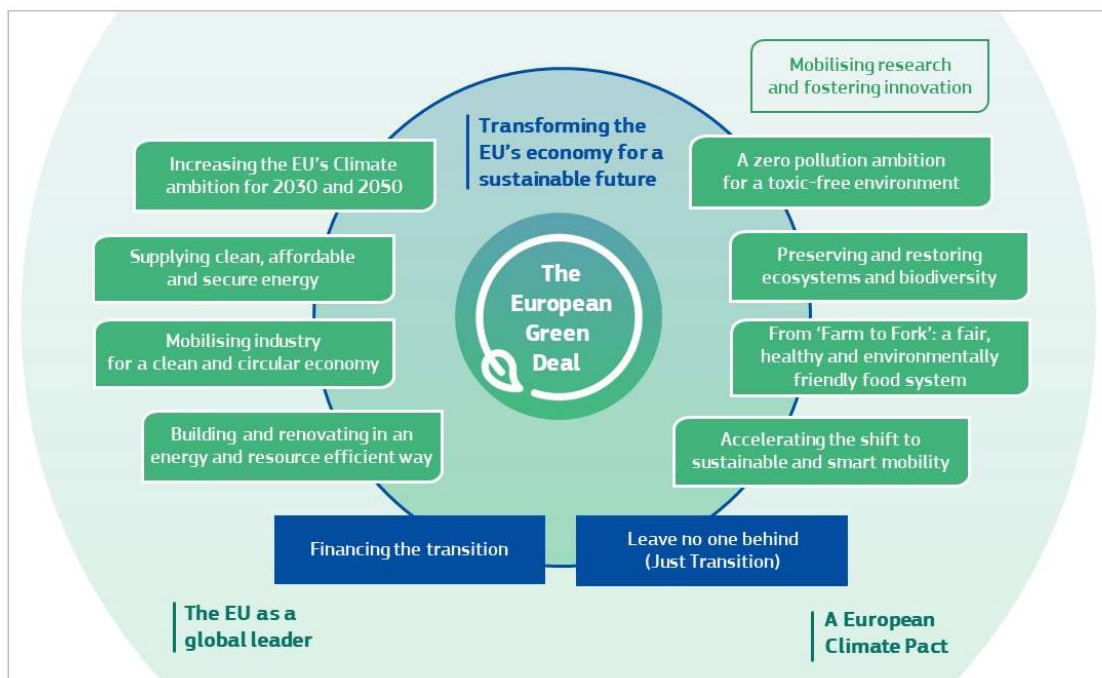 Mobilising research
and fostering innovation
Transforming the
EU's economy for a
sustainable future
Increasing the EU's Climate
ambition for 2030 and 2050
A zero pollution ambition
for a toxic-free environment
Supplying clean, affordable
and secure energy
Preserving and restoring
ecosystems and biodiversity
The
European
Green
Deal
Mobilising industry
for a clean and circular economy
From ‘Farm to Fork’: a fair,
healthy and environmentally
friendly food system
Building and renovating in an
energy and resource efficient way
Accelerating the shift to
sustainable and smart mobility
Financing the transition
Leave no one behind
(Just Transition)
The EU as a
global leader
A European
Climate Pact